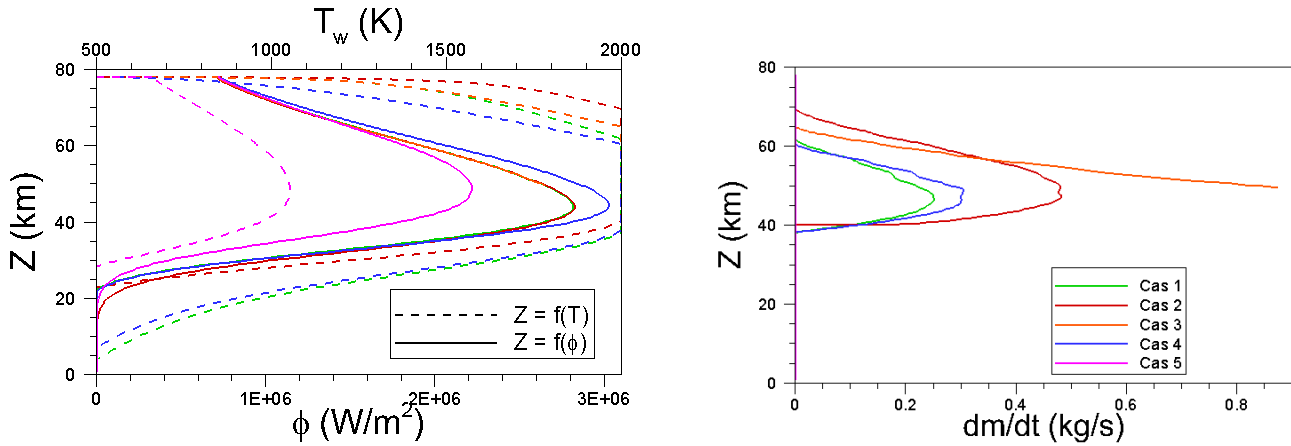 T_w (K)
500 1000 1500 2000
80
60
40
20
0
Z (km)
Z = f(T)
Z = f(ϕ)
0 1E+06 2E+06 3E+06
ϕ (W/m²)
80
60
40
20
0
Z (km)
Cas 1
Cas 2
Cas 3
Cas 4
Cas 5
0 0.2 0.4 0.6 0.8
dm/dt (kg/s)